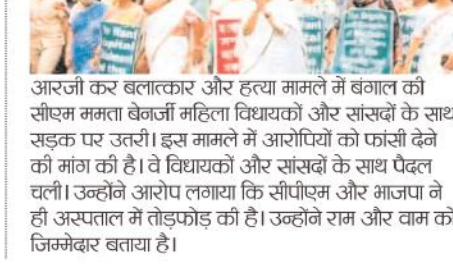 आरजी कर बलात्कार और हत्या मामले में बंगाल की
सीएम ममता बेनर्जी महिला विधायकों और सांसदों के साथ
सड़क पर उतरी। इस मामले में आरोपियों को फांसी देने
की मांग की है। वे विधायकों और सांसदों के साथ पैदल
चली। उन्होंने आरोप लगाया कि सीपीएम और भाजपा ने
ही अस्पताल में तोड़फोड़ की है। उन्होंने राम और वाम को
जिम्मेदार बताया है।